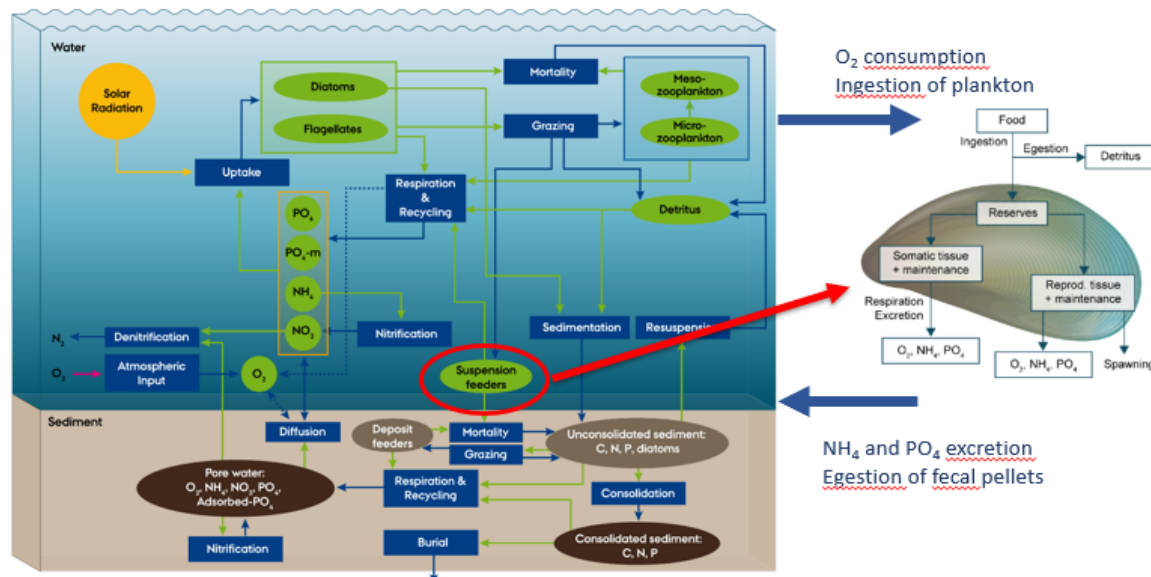 Water
Solar
Radiation
Diatoms
Flagellates
Mortality
Grazing
Meso-
zooplankton
Micro-
zooplankton
Uptake
Respiration
&
Recycling
Detritus
PO₄
PO₄-m
NH₄
NO₃
Nitrification
Sedimentation
Resuspension
N₂
Denitrification
O₂
Atmospheric
Input
O₂
Suspension
feeders
Sediment
Diffusion
Deposit
feeders
Mortality
Grazing
Unconsolidated sediment:
C, N, P, diatoms
Pore water:
O₂, NH₄, NO₃, PO₄,
Adsorbed-PO₄
Respiration &
Recycling
Consolidation
Nitrification
Burial
Consolidated sediment:
C, N, P
O₂ consumption
Ingestion of plankton
Food
Ingestion
Egestion
Detritus
Reserves
Somatic tissue
+ maintenance
Reprod. tissue
+ maintenance
Respiration
Excretion
O₂, NH₄, PO₄
O₂, NH₄, PO₄
Spawning
NH₄ and PO₄ excretion
Egestion of fecal pellets